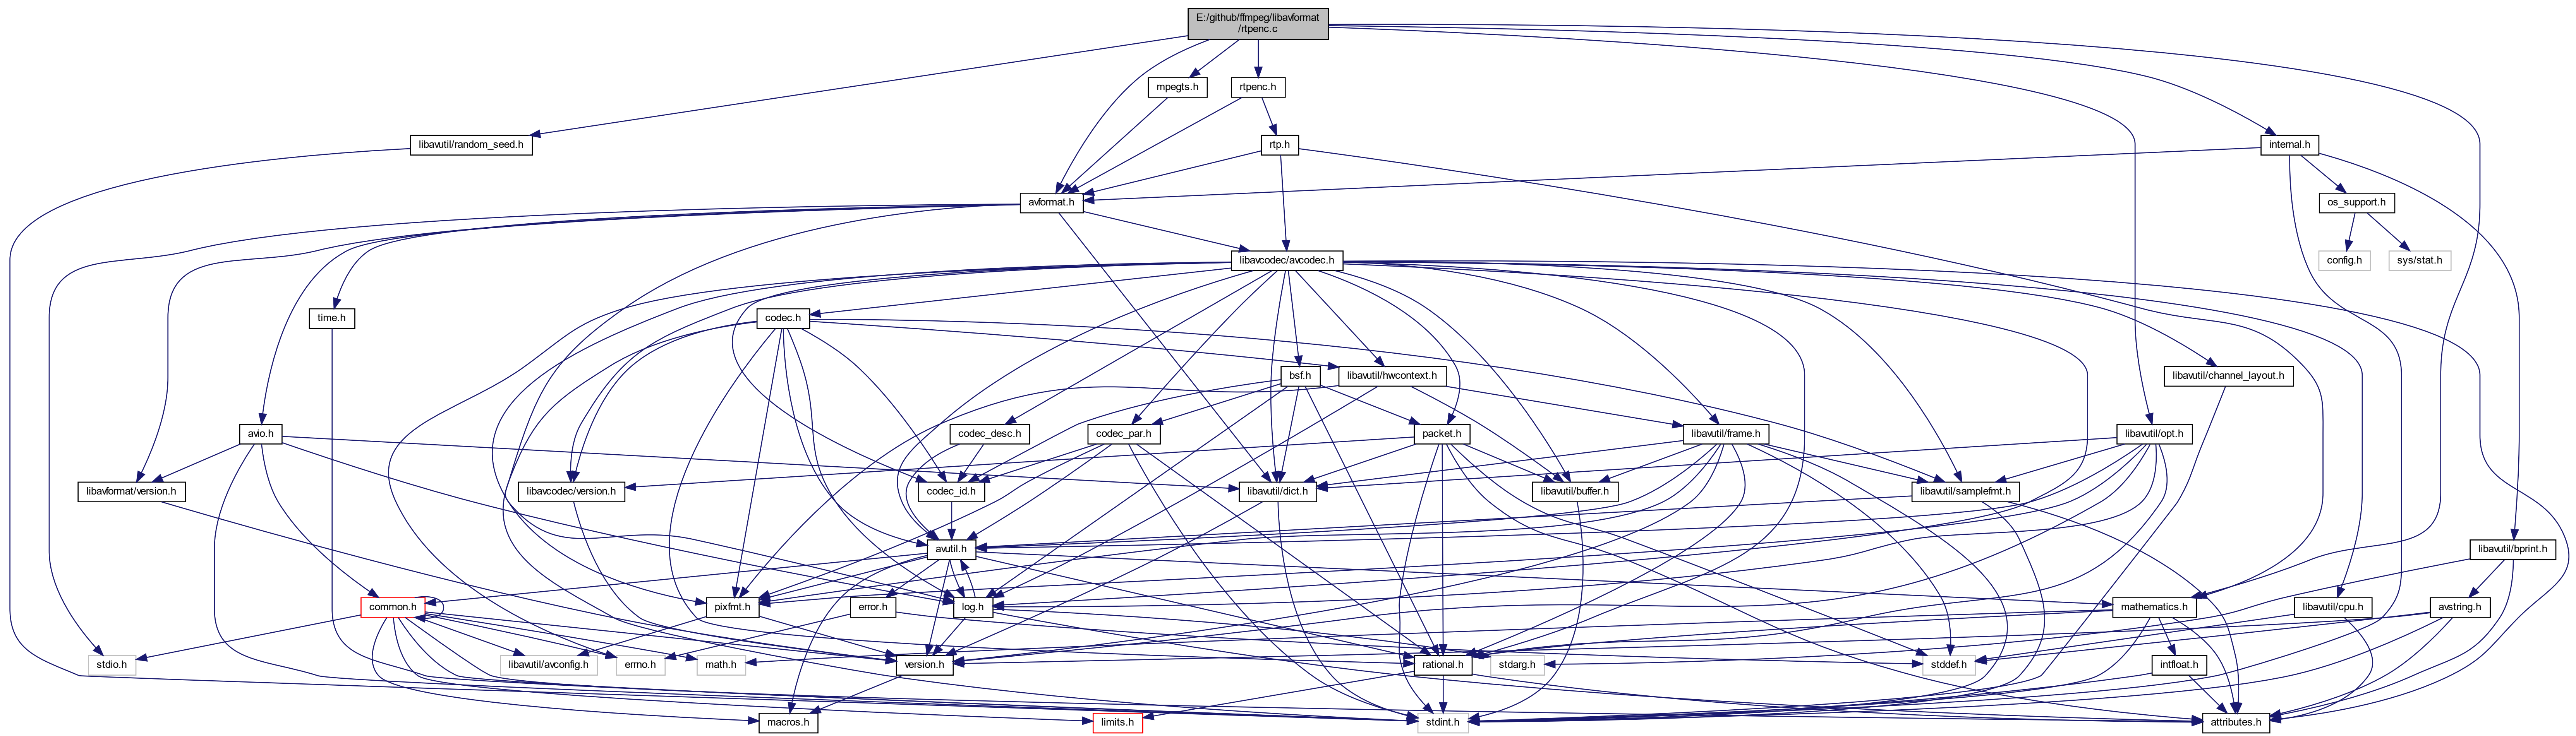 E:/github/ffmpeg/libavformat
/rtpenc.c
mpegts.h
rtpenc.h
libavutil/random_seed.h
rtp.h
internal.h
avformat.h
os_support.h
libavcodec/avcodec.h
config.h
sys/stat.h
time.h
codec.h
bsf.h
libavutil/hwcontext.h
libavutil/channel_layout.h
avio.h
codec_desc.h
codec_par.h
packet.h
libavutil/frame.h
libavutil/opt.h
libavformat/version.h
libavcodec/version.h
codec_id.h
libavutil/dict.h
libavutil/buffer.h
libavutil/samplefmt.h
avutil.h
libavutil/bprint.h
common.h
pixfmt.h
error.h
log.h
mathematics.h
libavutil/cpu.h
avstring.h
stdio.h
libavutil/avconfig.h
errno.h
math.h
version.h
rational.h
stdarg.h
stddef.h
intfloat.h
macros.h
limits.h
stdint.h
attributes.h